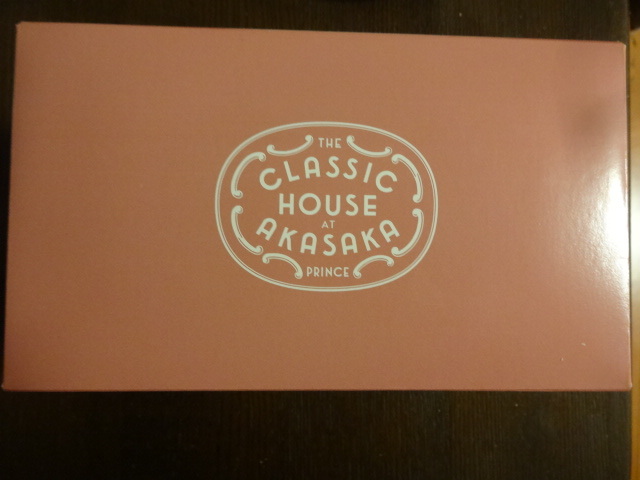 THE
CLASSIC
HOUSE
AT
AKASAKA
PRINCE